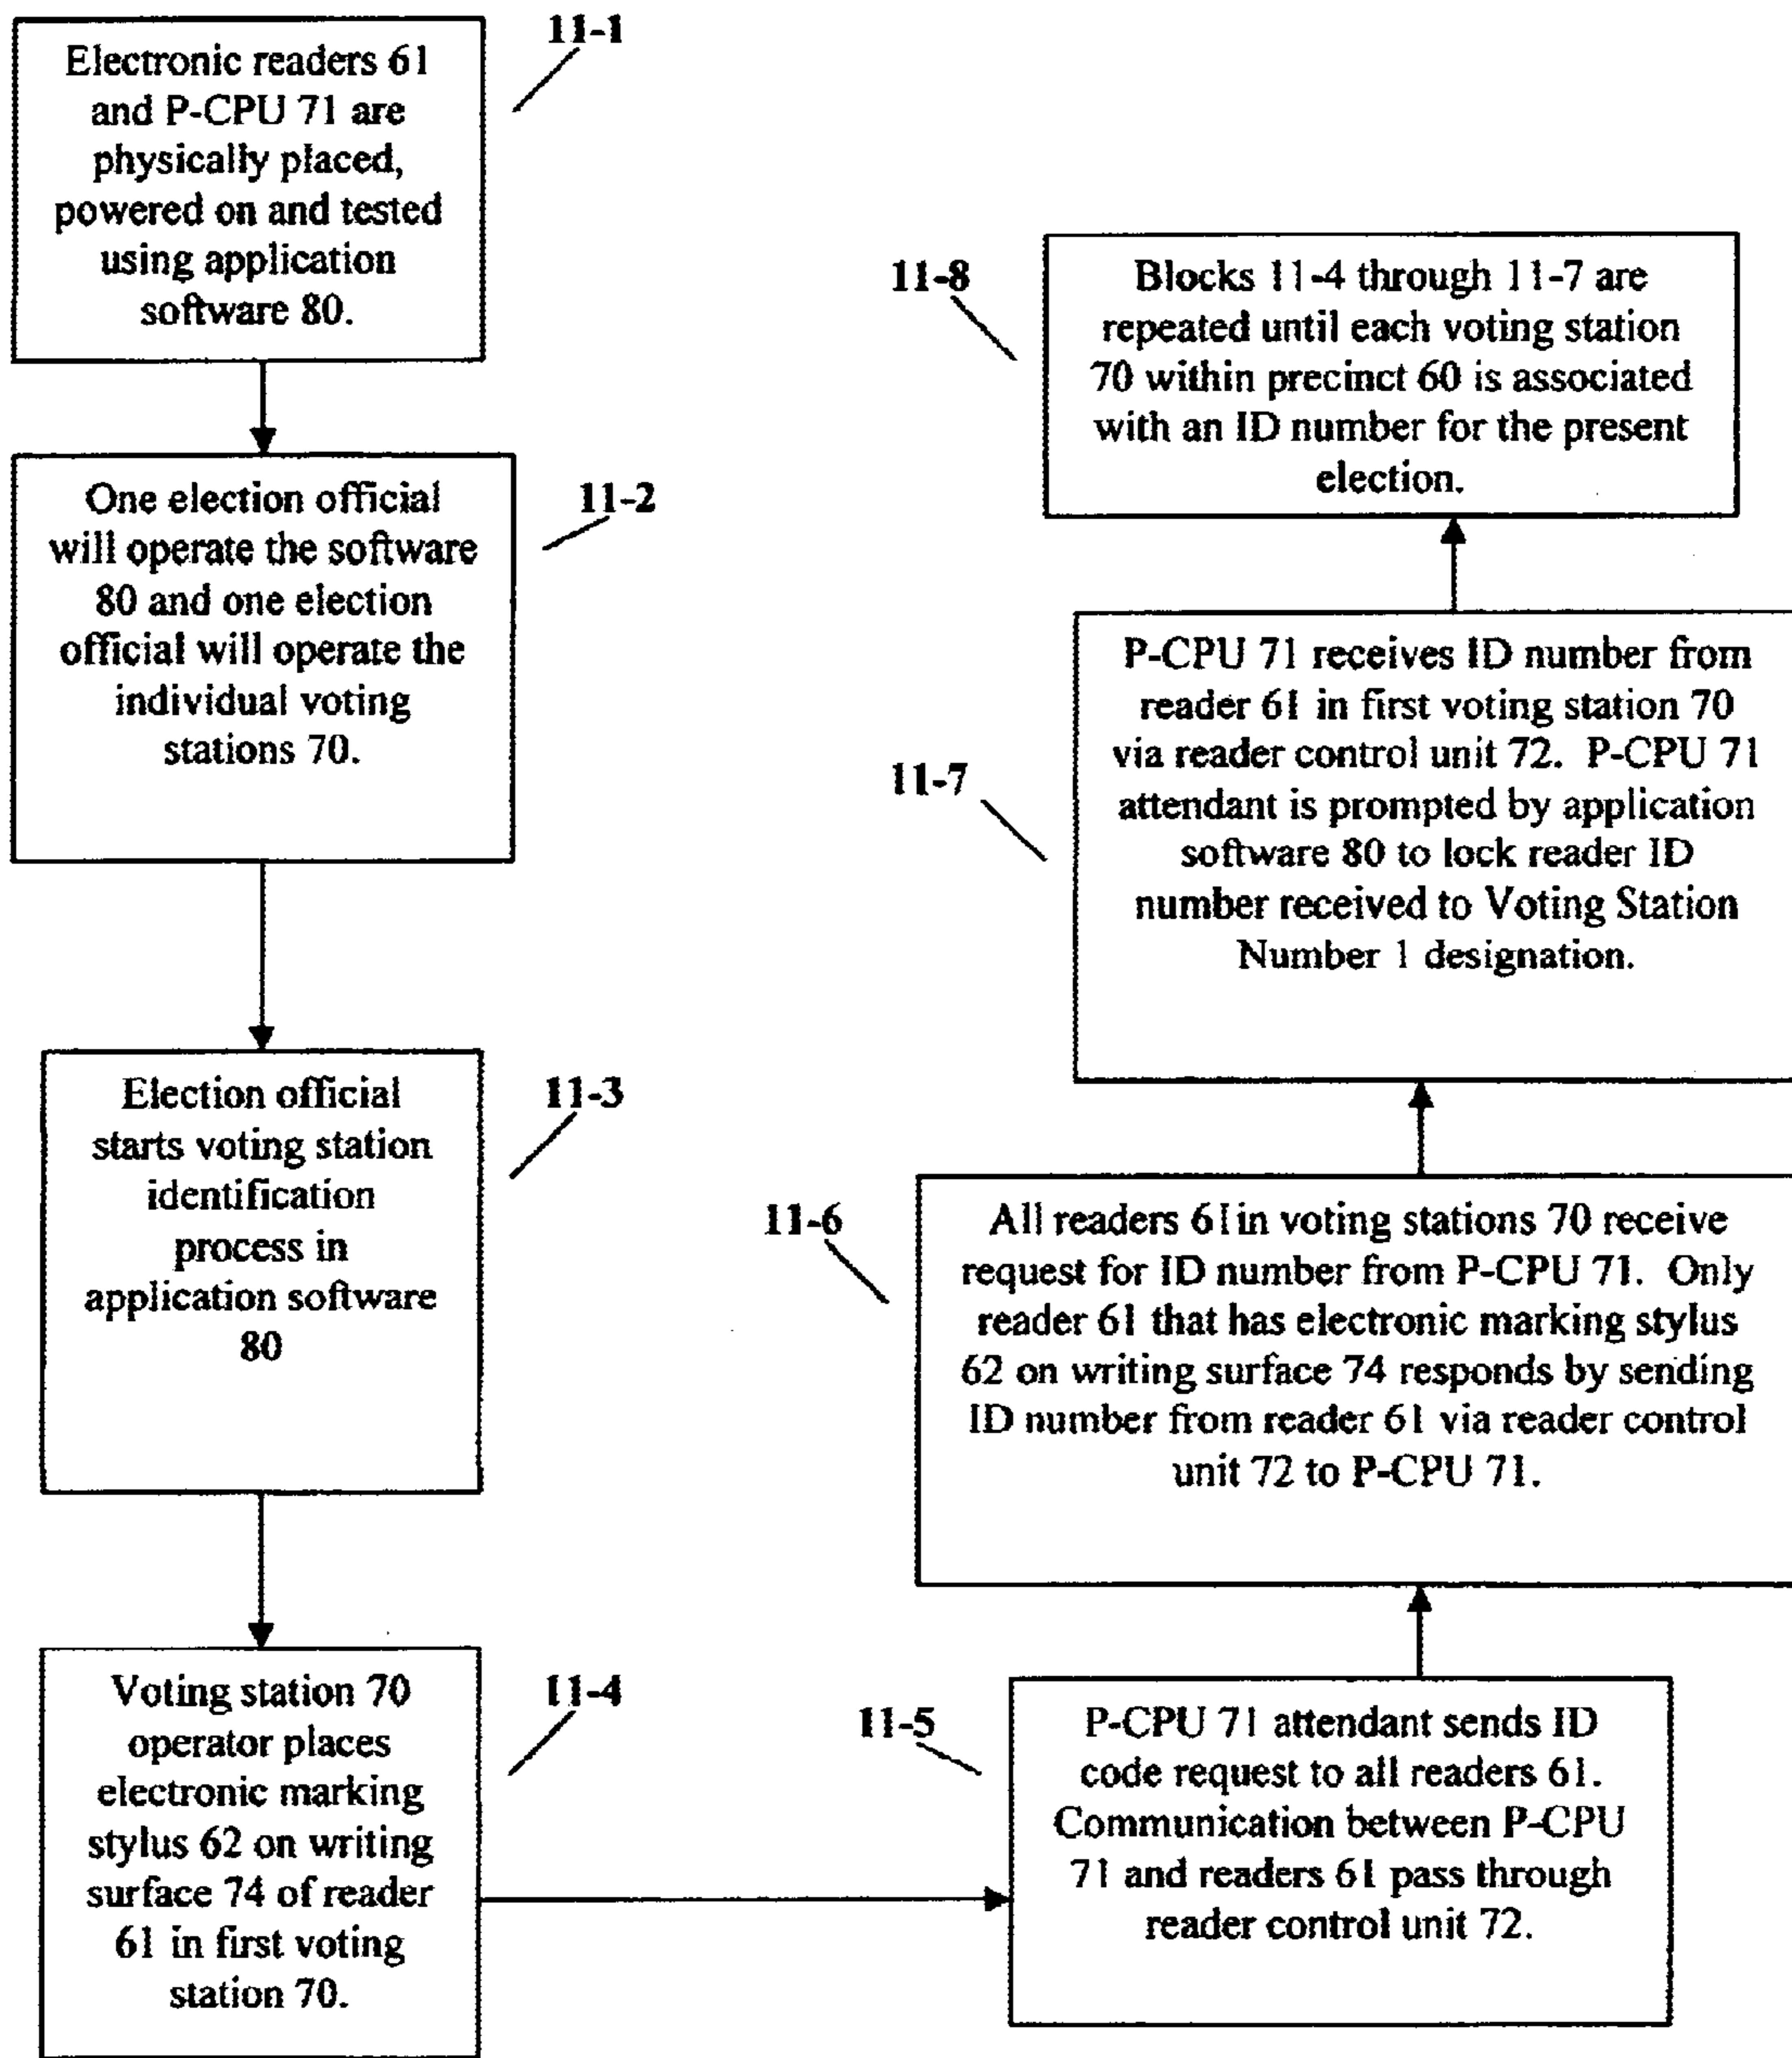 11-1
Electronic readers 61
and P-CPU 71 are
physically placed,
powered on and tested
using application
software 80.
11-2
One election official
will operate the software
80 and one election
official will operate the
individual voting
stations 70.
11-3
Election official
starts voting station
identification
process in
application software
80
11-4
Voting station 70
operator places
electronic marking
stylus 62 on writing
surface 74 of reader
61 in first voting
station 70.
11-5
P-CPU 71 attendant sends ID
code request to all readers 61.
Communication between P-CPU
71 and readers 61 pass through
reader control unit 72.
11-6
All readers 61in voting stations 70 receive
request for ID number from P-CPU 71. Only
reader 61 that has electronic marking stylus
62 on writing surface 74 responds by sending
ID number from reader 61 via reader control
unit 72 to P-CPU 71.
11-7
P-CPU 71 receives ID number from
reader 61 in first voting station 70
via reader control unit 72. P-CPU 71
attendant is prompted by application
software 80 to lock reader ID
number received to Voting Station
Number 1 designation.
11-8
Blocks 11-4 through 11-7 are
repeated until each voting station
70 within precinct 60 is associated
with an ID number for the present
election.